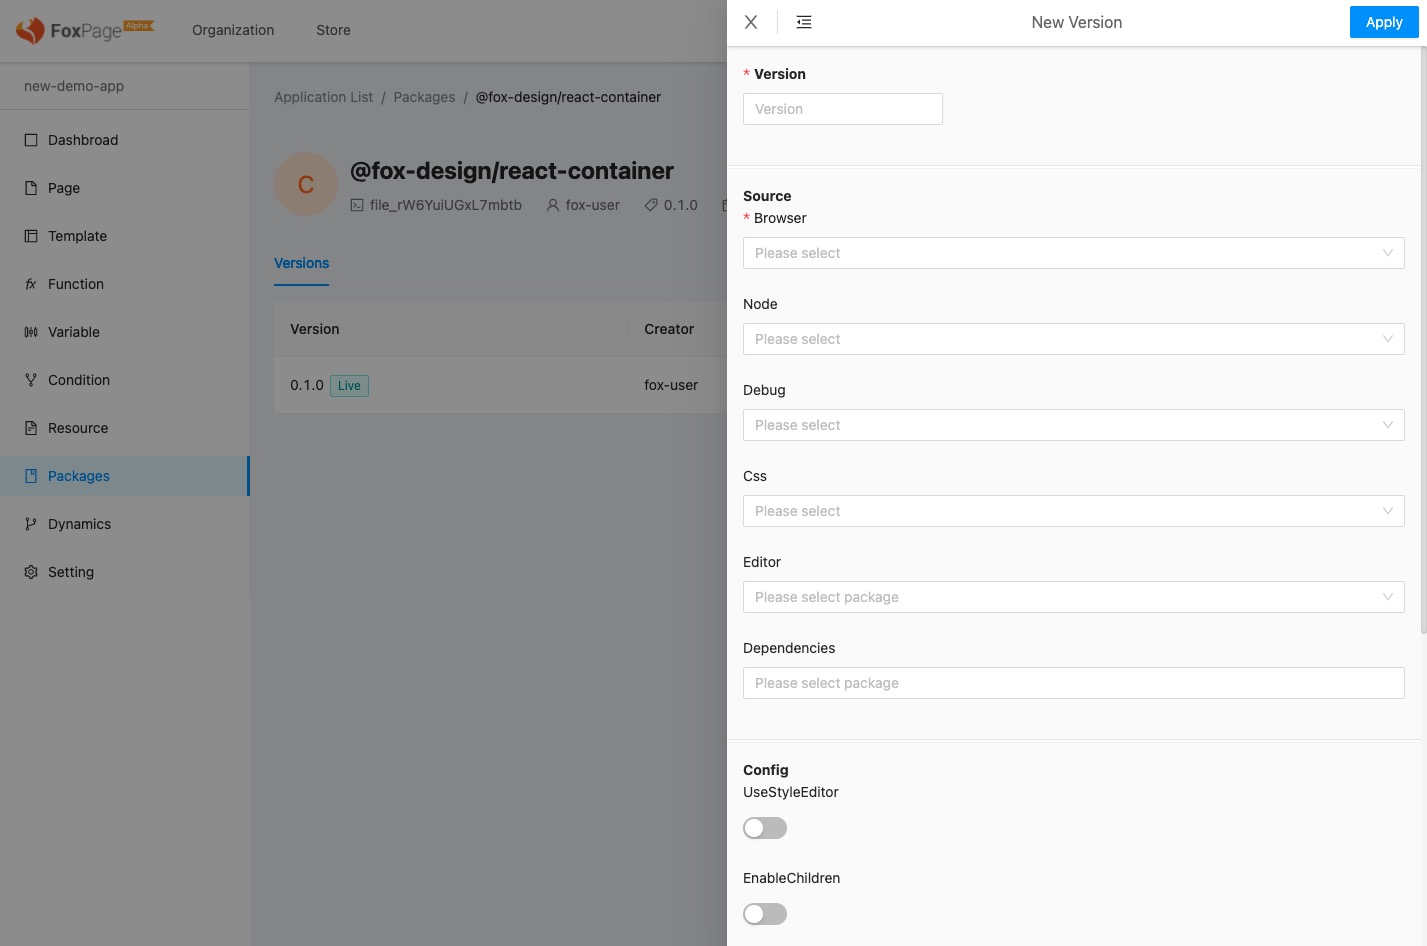 FoxPage Alpha
Organization
Store
new-demo-app
Dashbroad
Page
Template
Function
Variable
Condition
Resource
Packages
Dynamics
Setting
Application List / Packages / @fox-design/react-container
C
@fox-design/react-container
file_rW6YuiUGxL7mbtb fox-user 0.1.0
Versions
Version Creator
0.1.0 Live fox-user
New Version
Apply
* Version
Version
Source
* Browser
Please select
Node
Please select
Debug
Please select
Css
Please select
Editor
Please select package
Dependencies
Please select package
Config
UseStyleEditor
EnableChildren